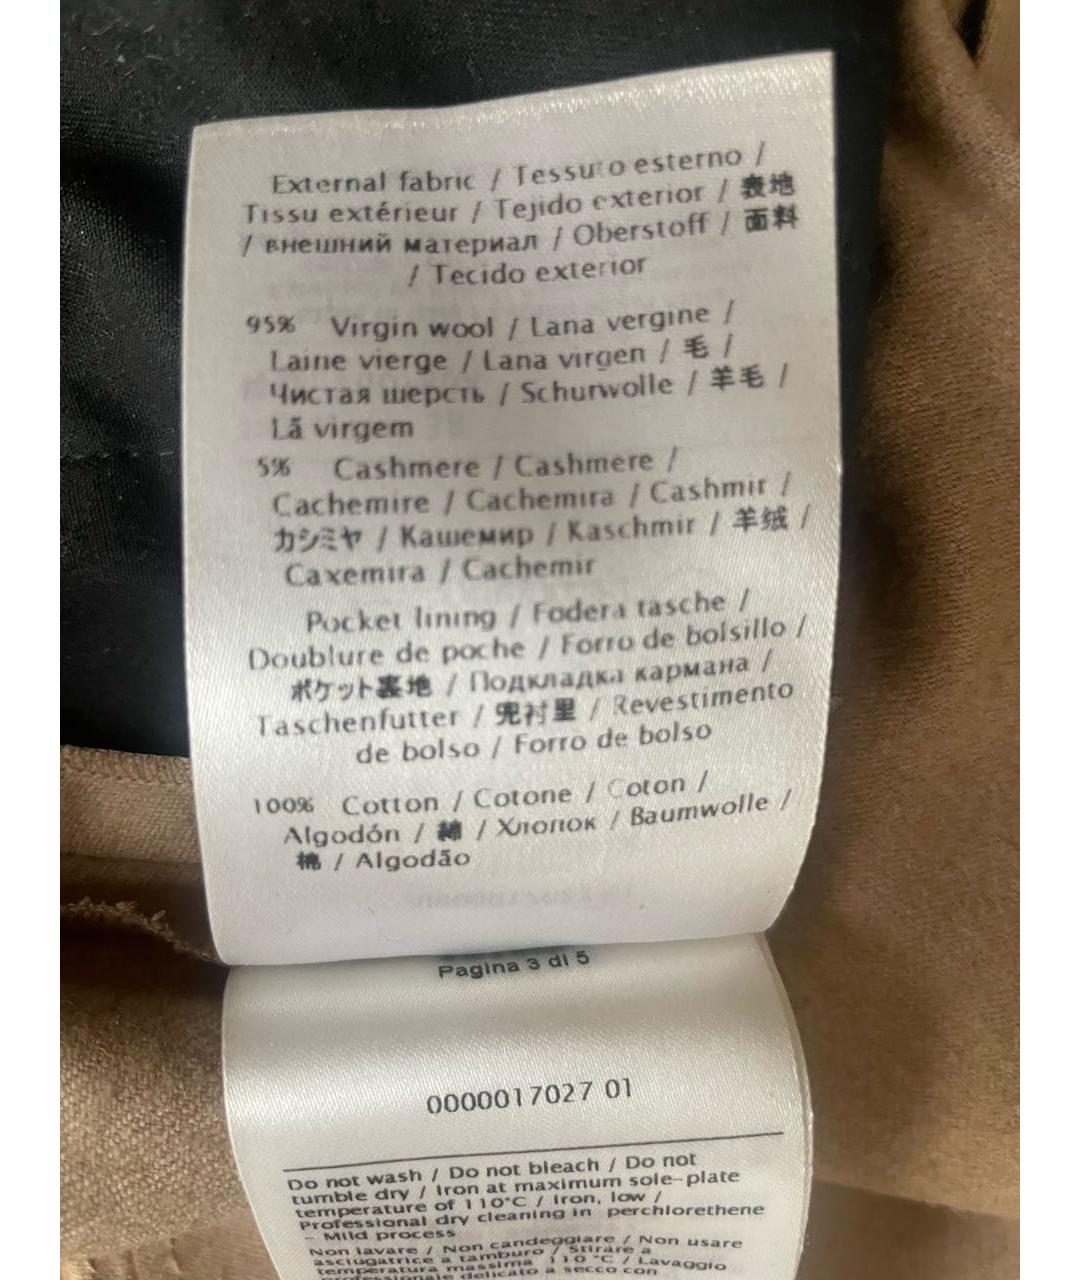 External fabric / Tessuto esterno /
Tissu extérieur / Tejido exterior / 表地
/ внешний материал / Oberstoff / 面料
/ Tecido exterior
95% Virgin wool / Lana vergine /
Laine vierge / Lana virgen / 毛 /
Чистая шерсть / Schurwolle / 羊毛 /
Lã virgem
5% Cashmere / Cashmere /
Cachemire / Cachemira / Cashmir /
カシミヤ / Кашемир / Kaschmir / 羊绒 /
Caxemira / Cachemir
Pocket lining / Fodera tasche /
Doublure de poche / Forro de bolsillo /
ポケット裏地 / Подкладка кармана /
Taschenfutter / 兜衬里 / Revestimento
de bolso / Forro de bolso
100% Cotton / Cotone / Coton /
Algodón / 綿 / Хлопок / Baumwolle /
棉 / Algodão
Pagina 3 di 5
0000017027 01
Do not wash / Do not bleach / Do not
tumble dry / Iron at maximum sole-plate
temperature of 110°C / Iron, low /
Professional dry cleaning in perchlorethene
- Mild process
Non lavare / Non candeggiare / Non usare
asciugatrice a tamburo / Stirare a
temperatura massima 110°C / Lavaggio
professionale delicato a secco con